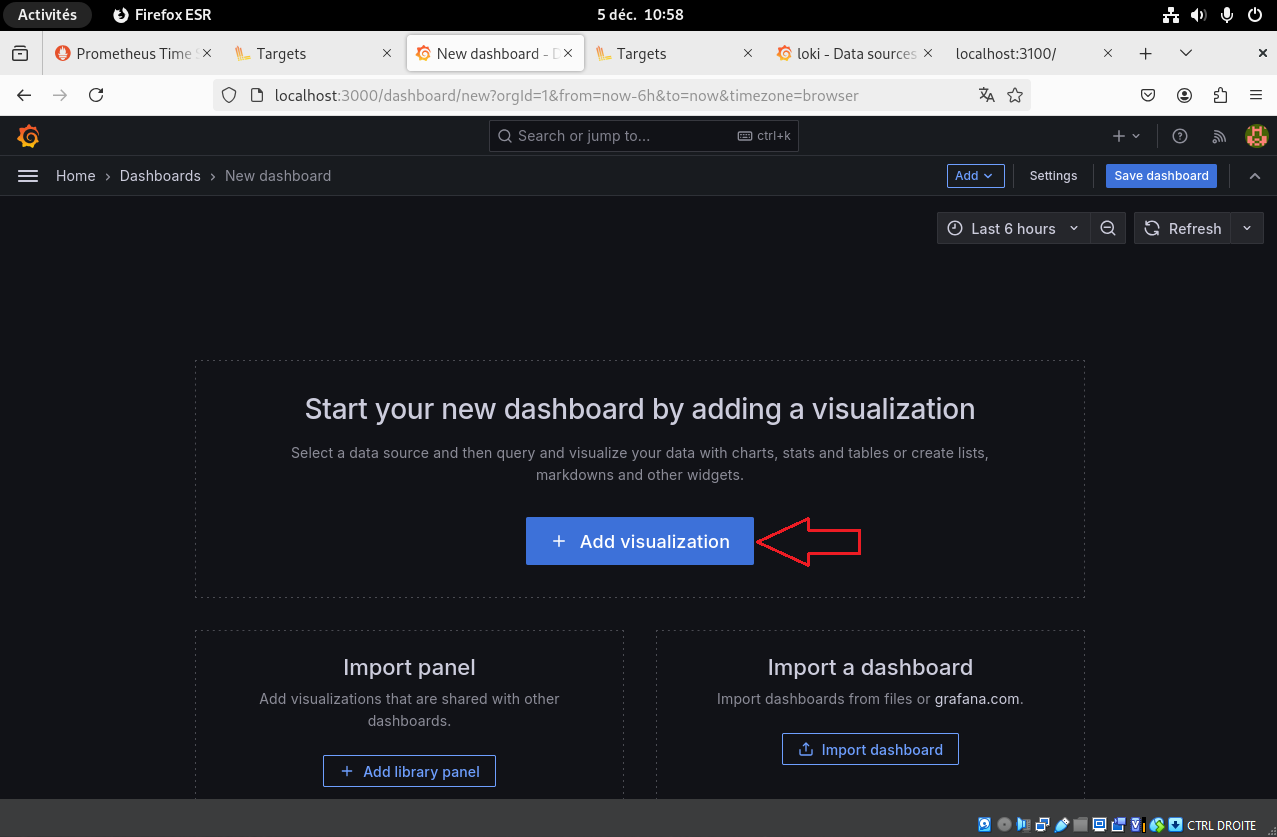 Activités
Firefox ESR
5 déc. 10:58
Prometheus Time
Targets
New dashboard - D
Targets
loki - Data sources
localhost:3100/
localhost:3000/dashboard/new?orgId=1&from=now-6h&to=now&timezone=browser
Search or jump to...
ctrl+k
Home › Dashboards › New dashboard
Add
Settings
Save dashboard
Last 6 hours
Refresh
Start your new dashboard by adding a visualization
Select a data source and then query and visualize your data with charts, stats and tables or create lists,
markdowns and other widgets.
+ Add visualization
Import panel
Add visualizations that are shared with other
dashboards.
+ Add library panel
Import a dashboard
Import dashboards from files or grafana.com.
Import dashboard
CTRL DROITE